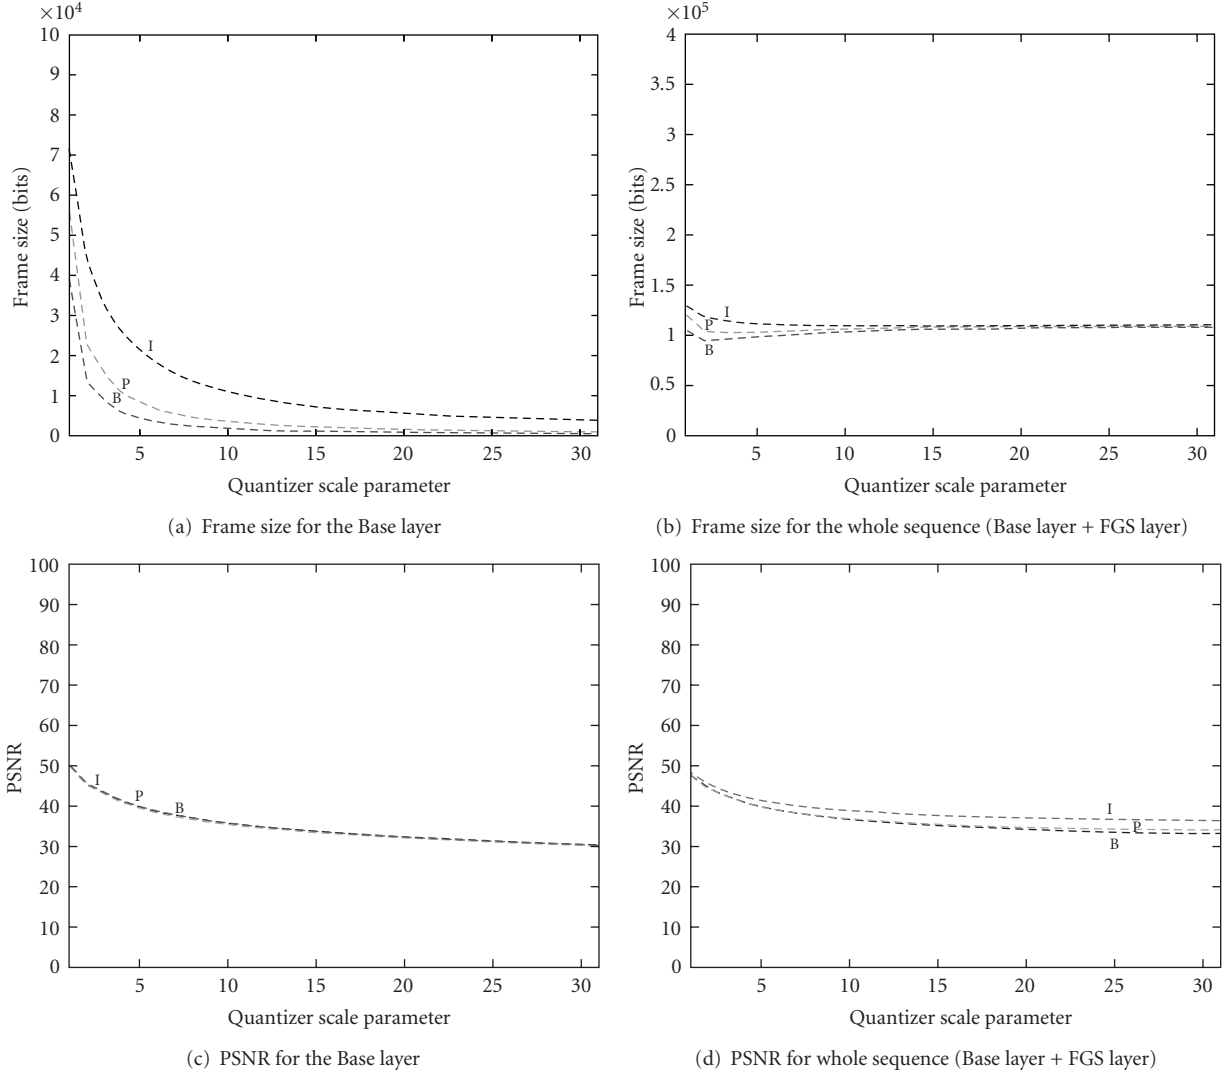 ×10⁴
10
9
8
7
6
5
4
3
2
1
0
Frame size (bits)
I
P
B
5 10 15 20 25 30
Quantizer scale parameter
(a) Frame size for the Base layer
×10⁵
4
3.5
3
2.5
2
1.5
1
0.5
0
Frame size (bits)
I
P
B
5 10 15 20 25 30
Quantizer scale parameter
(b) Frame size for the whole sequence (Base layer + FGS layer)
100
90
80
70
60
50
40
30
20
10
0
PSNR
I
P
B
5 10 15 20 25 30
Quantizer scale parameter
(c) PSNR for the Base layer
100
90
80
70
60
50
40
30
20
10
0
PSNR
I
P
B
5 10 15 20 25 30
Quantizer scale parameter
(d) PSNR for whole sequence (Base layer + FGS layer)